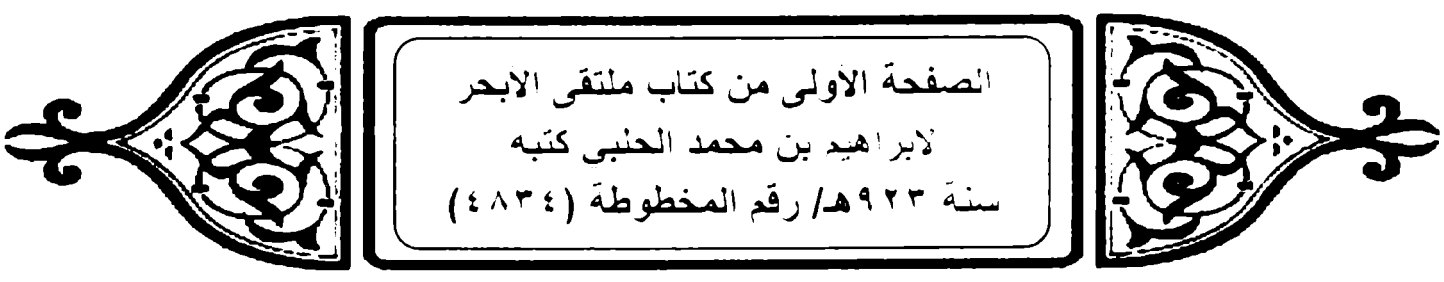 الصفحة الأولى من كتاب ملتقى الابحر
لابراهيم بن محمد الحلبى كتبه
سنة ٩٢٣هـ/ رقم المخطوطة (٤٨٣٤)